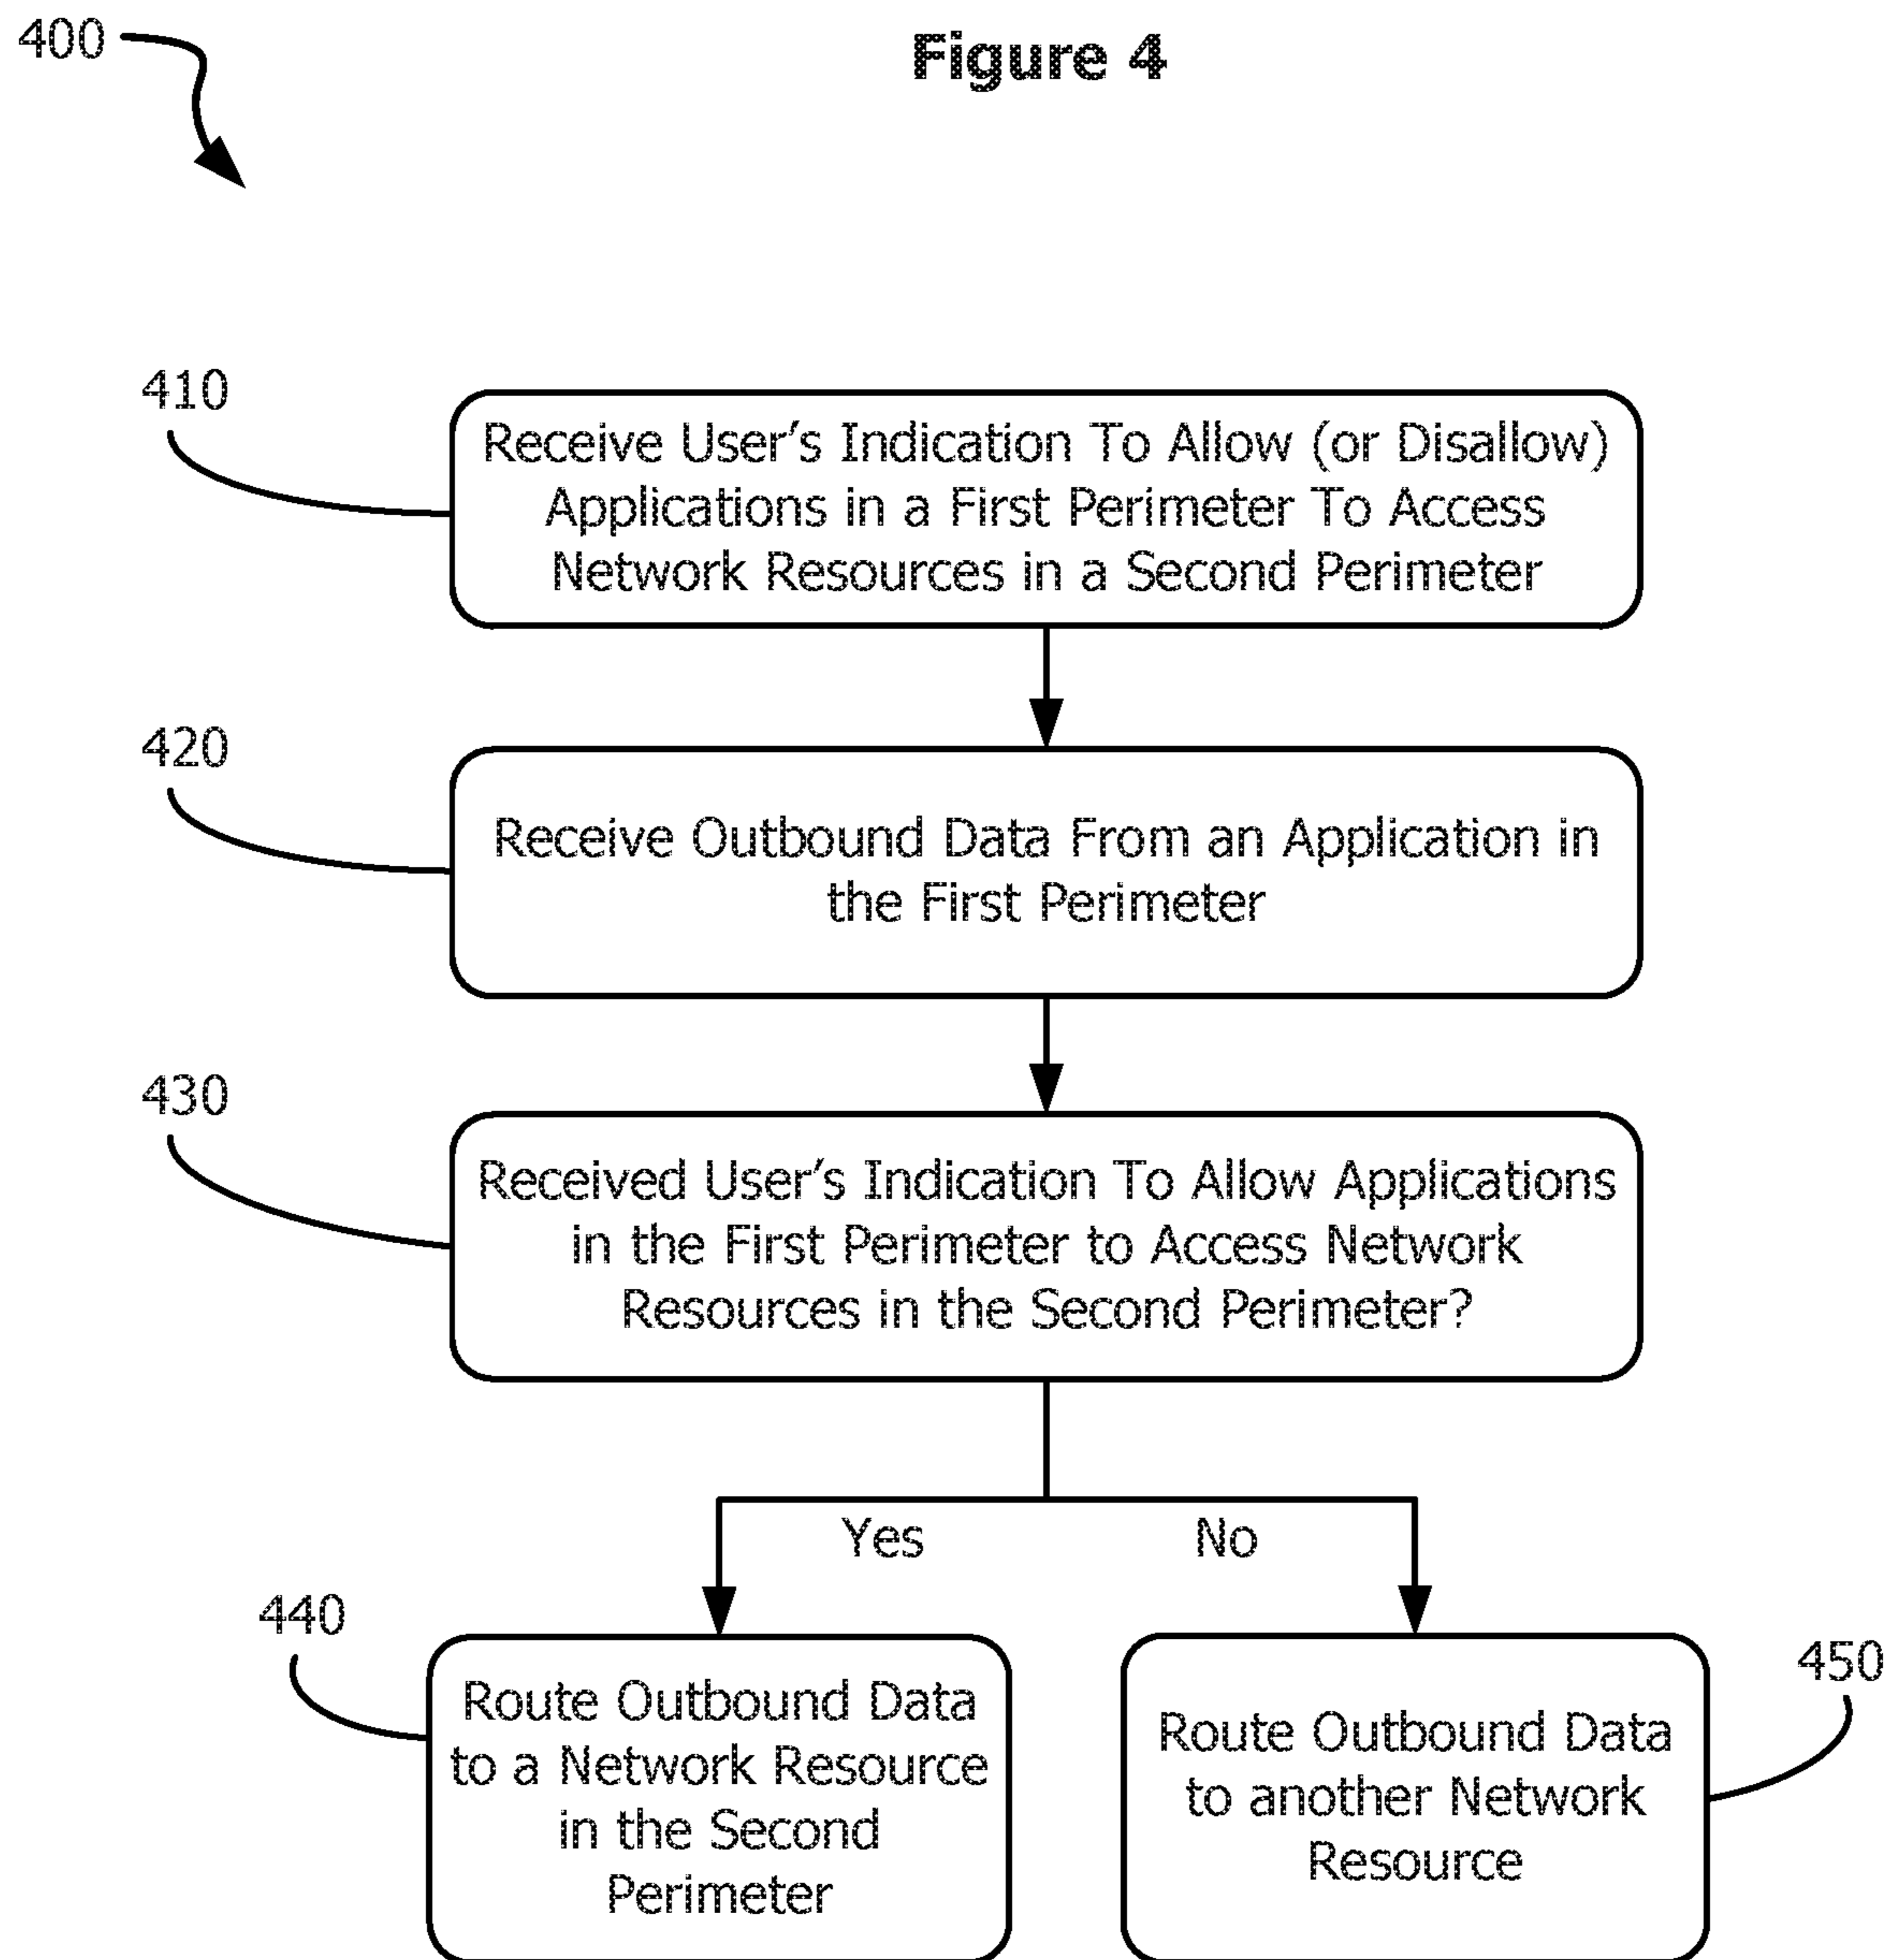 400
Figure 4
410
Receive User's Indication To Allow (or Disallow)
Applications in a First Perimeter To Access
Network Resources in a Second Perimeter
420
Receive Outbound Data From an Application in
the First Perimeter
430
Received User's Indication To Allow Applications
in the First Perimeter to Access Network
Resources in the Second Perimeter?
Yes
No
440
Route Outbound Data
to a Network Resource
in the Second
Perimeter
450
Route Outbound Data
to another Network
Resource